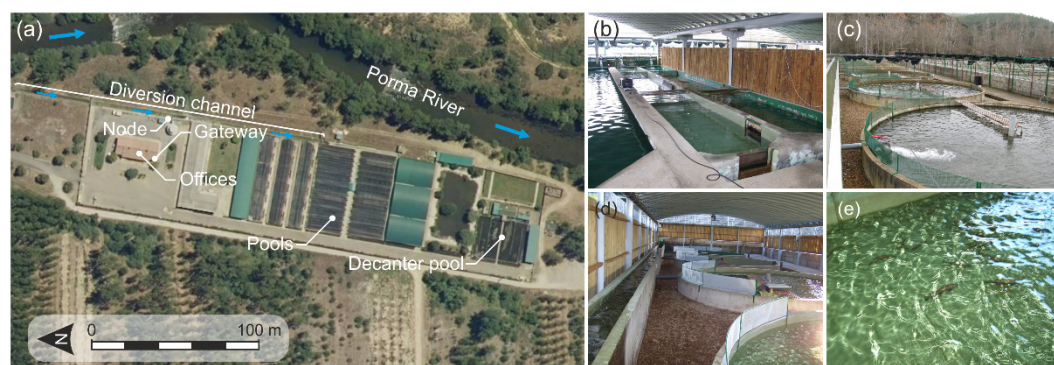 (a)
Diversion channel
Porma River
Node
Gateway
Offices
Pools
Decanter pool
N
0 100 m
(b)
(c)
(d)
(e)